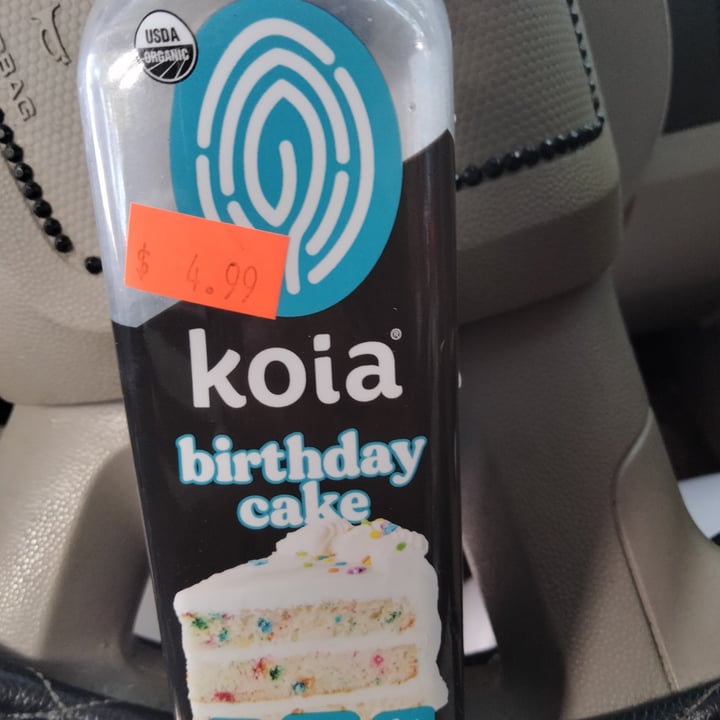 USDA
ORGANIC
$ 4.99
koia®
birthday
cake